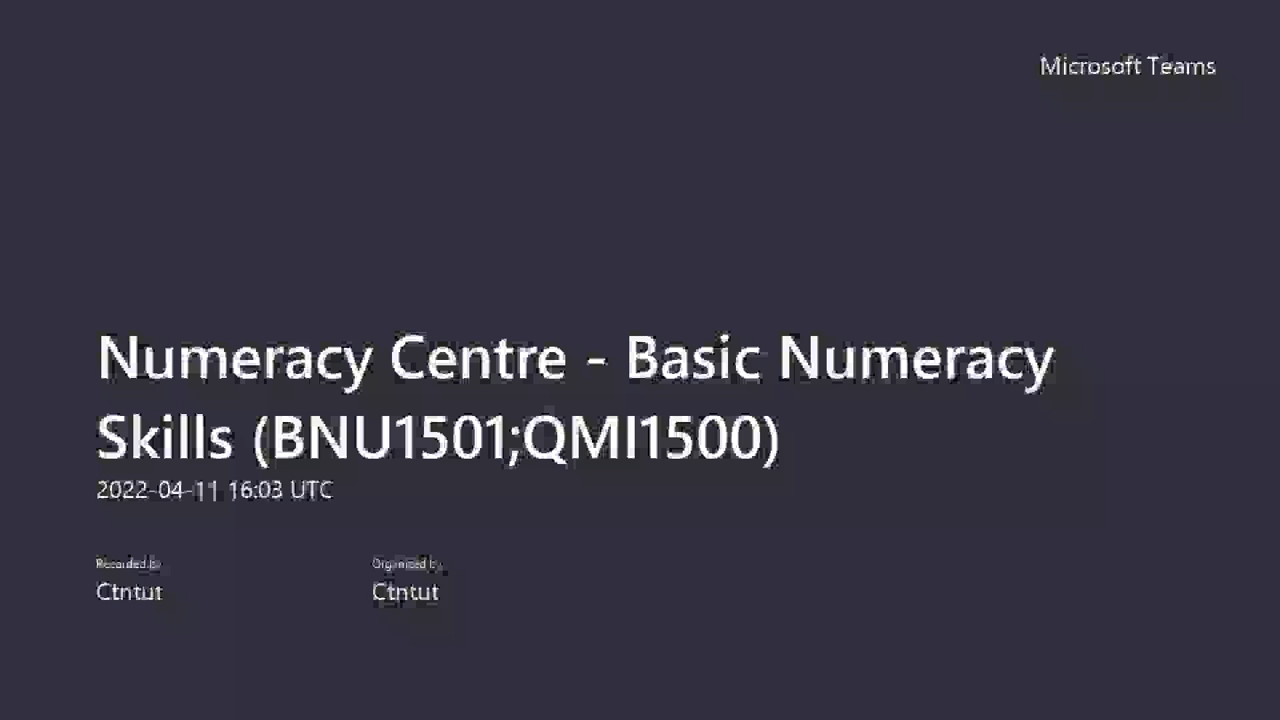 Microsoft Teams
Numeracy Centre - Basic Numeracy
Skills (BNU1501;QMI1500)
2022-04-11 16:03 UTC
Recorded by
Organized by
Ctntut
Ctntut